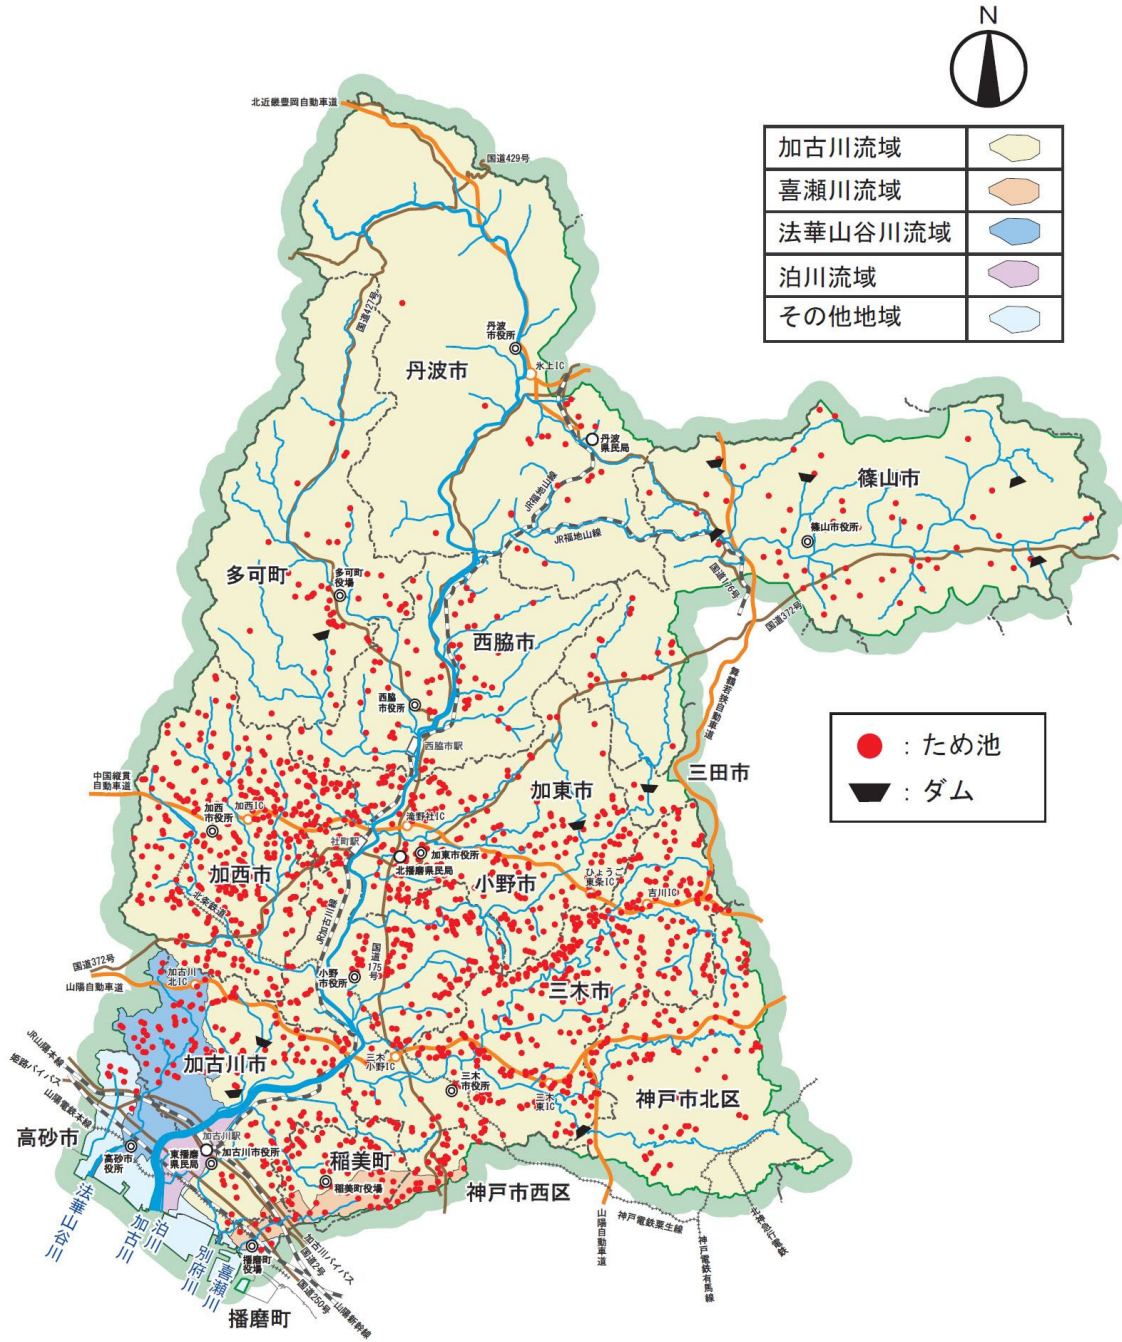 N
加古川流域
喜瀬川流域
法華山谷川流域
泊川流域
その他地域
北近畿豊岡自動車道
国道429号
国道427号
丹波
市役所
氷上IC
丹波市
丹波
県民局
篠山市
JR福知山線
JR福知山線
篠山市役所
多可町
多可町
役場
国道176号
国道372号
西脇市
舞鶴若狭自動車道
西脇
市役所
西脇市駅
: ため池
: ダム
三田市
中国縦貫
自動車道
加西IC
加西
市役所
加東市
滝野社IC
社町駅
加東市役所
北播磨県民局
加西市
小野市
ひょうご
東条IC
吉川IC
北条鉄道
JR加古川線
国道
175号
国道372号
加古川
北IC
小野
市役所
山陽自動車道
三木市
JR山陽本線
加古川市
三木
小野IC
姫路バイパス
三木
市役所
三木
東IC
神戸市北区
山陽電鉄本線
高砂市
加古川駅
加古川市役所
東播磨
県民局
高砂市
役所
稲美町
稲美町役場
神戸市西区
法華山谷川
加古川
泊川
別府川
喜瀬川
播磨町
役場
播磨町
加古川バイパス
国道2号
国道250号
山陽新幹線
山陽自動車道
神戸電鉄粟生線
神戸電鉄有馬線